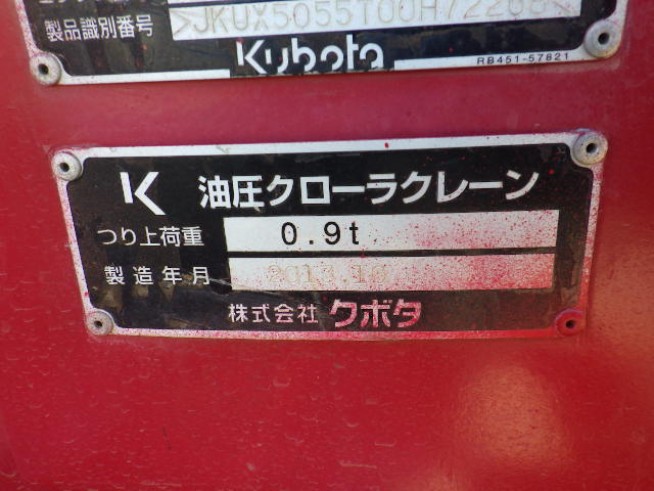 製品識別番号
Kubota
RB451-57821
油圧クローラクレーン
つり上荷重 0.9t
製造年月
株式会社 クボタ